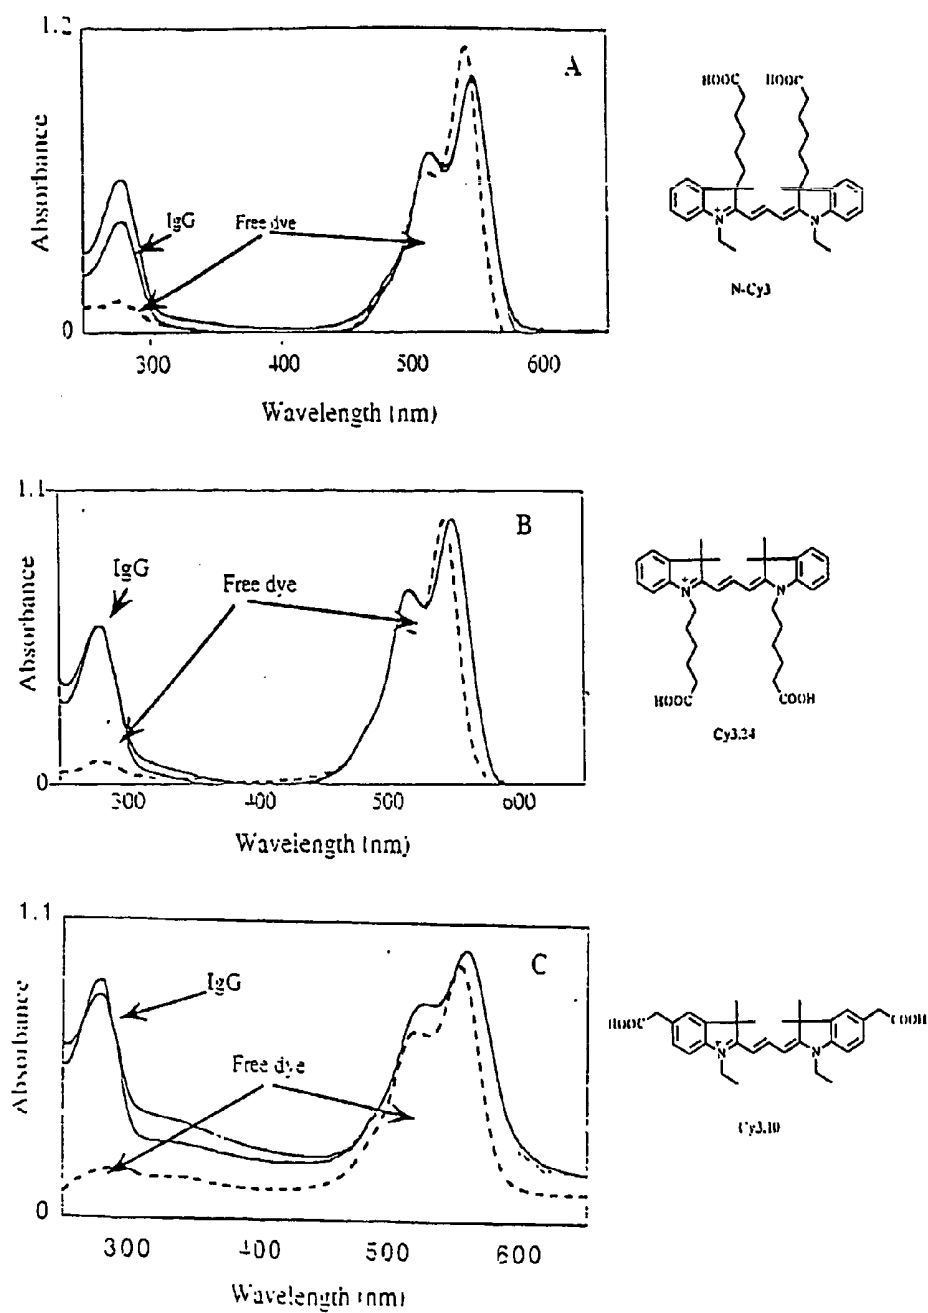 1.2
A
HOOC HOOC
Absorbance
IgG
Free dye
N
+
N
N-Cy3
0
300 400 500 600
Wavelength (nm)
1.1
B
IgG
Free dye
Absorbance
N
+
N
HOOC COOH
Cy3.24
0
300 400 500 600
Wavelength (nm)
1.1
C
IgG
Absorbance
HOOC COOH
Free dye
N
+
N
Cy3.10
0
300 400 500 600
Wavelength (nm)